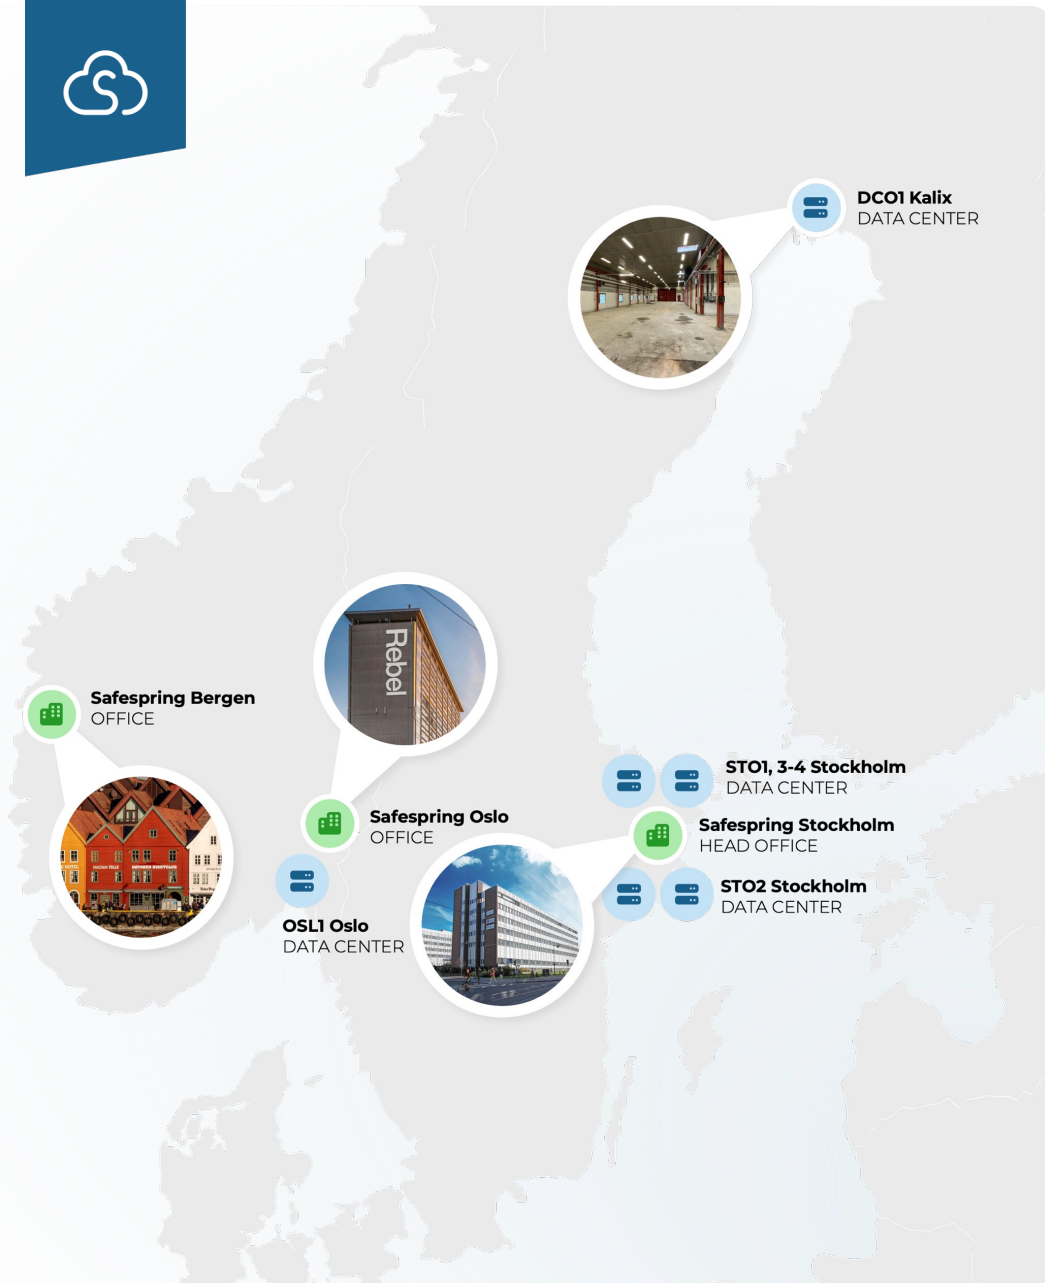 DCO1 Kalix
DATA CENTER
Rebel
Safespring Bergen
OFFICE
STO1, 3-4 Stockholm
DATA CENTER
Safespring Oslo
OFFICE
Safespring Stockholm
HEAD OFFICE
STO2 Stockholm
DATA CENTER
OSL1 Oslo
DATA CENTER